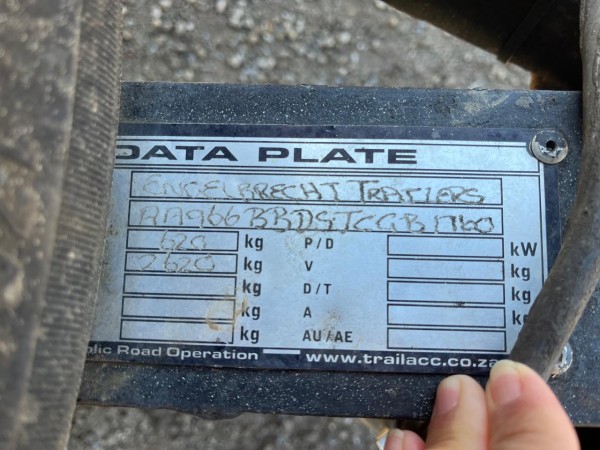 DATA PLATE
ENGELBRECHT TRAILERS
620 kg P/D kW
2620 kg V kg
kg D/T kg
kg A kg
kg AU/AE
lic Road Operation www.trailacc.co.za